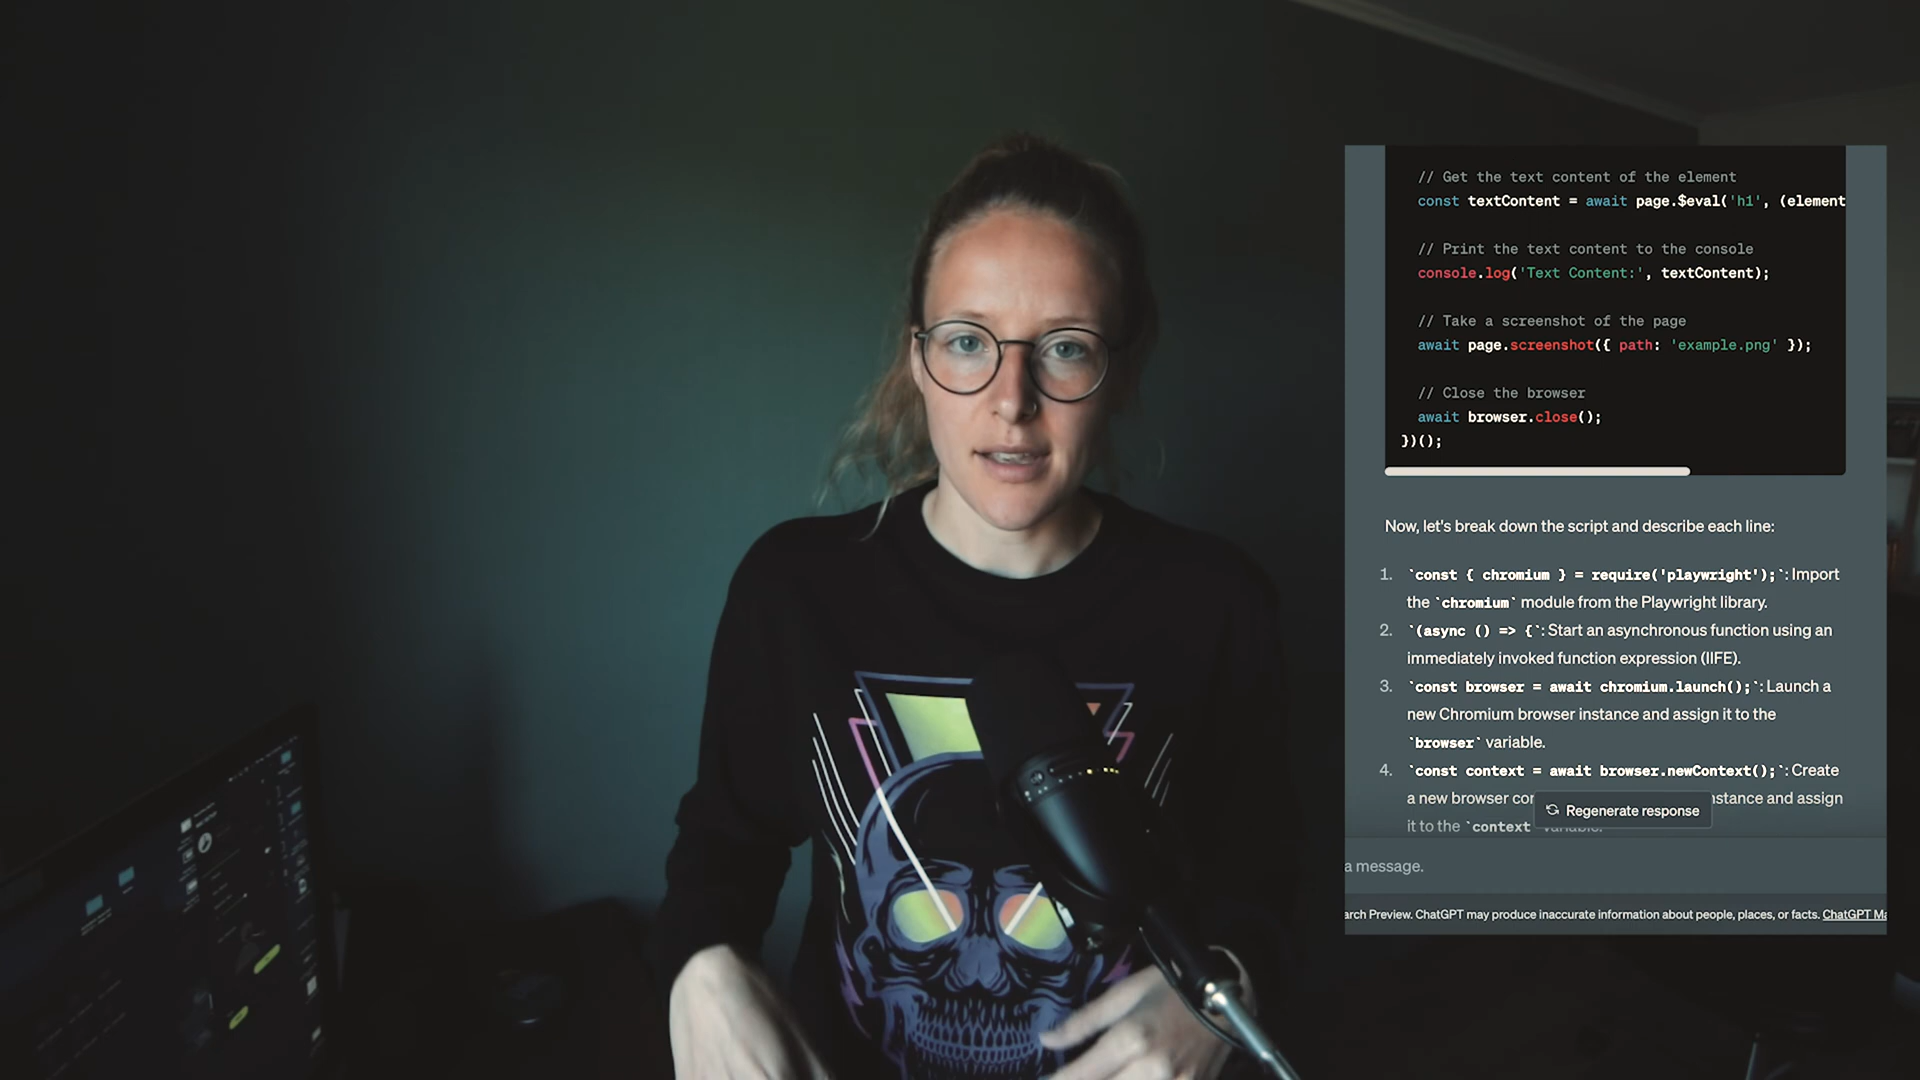 // Get the text content of the element
const textContent = await page.$eval('h1', (element
// Print the text content to the console
console.log('Text Content:', textContent);
// Take a screenshot of the page
await page.screenshot({ path: 'example.png' });
// Close the browser
await browser.close();
})();
Now, let's break down the script and describe each line:
1. `const { chromium } = require('playwright');`: Import
the `chromium` module from the Playwright library.
2. `(async () => {`: Start an asynchronous function using an
immediately invoked function expression (IIFE).
3. `const browser = await chromium.launch();`: Launch a
new Chromium browser instance and assign it to the
`browser` variable.
4. `const context = await browser.newContext();`: Create
a new browser nstance and assign
it to the `context variable.
Regenerate response
a message.
arch Preview. ChatGPT may produce inaccurate information about people, places, or facts. ChatGPT Ma